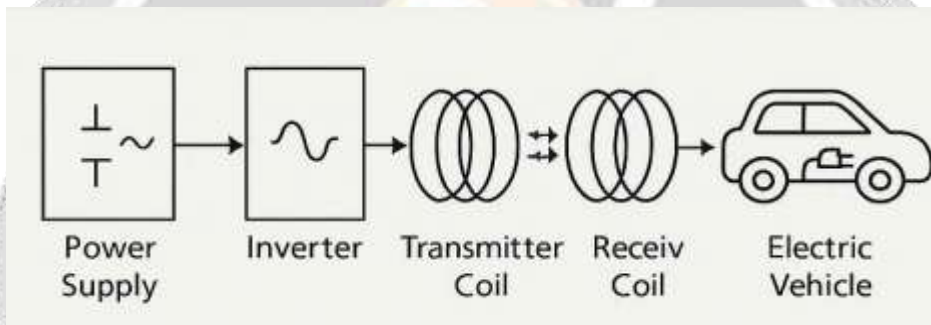 Power
Supply
Inverter
Transmitter
Coil
Receiv
Coil
Electric
Vehicle